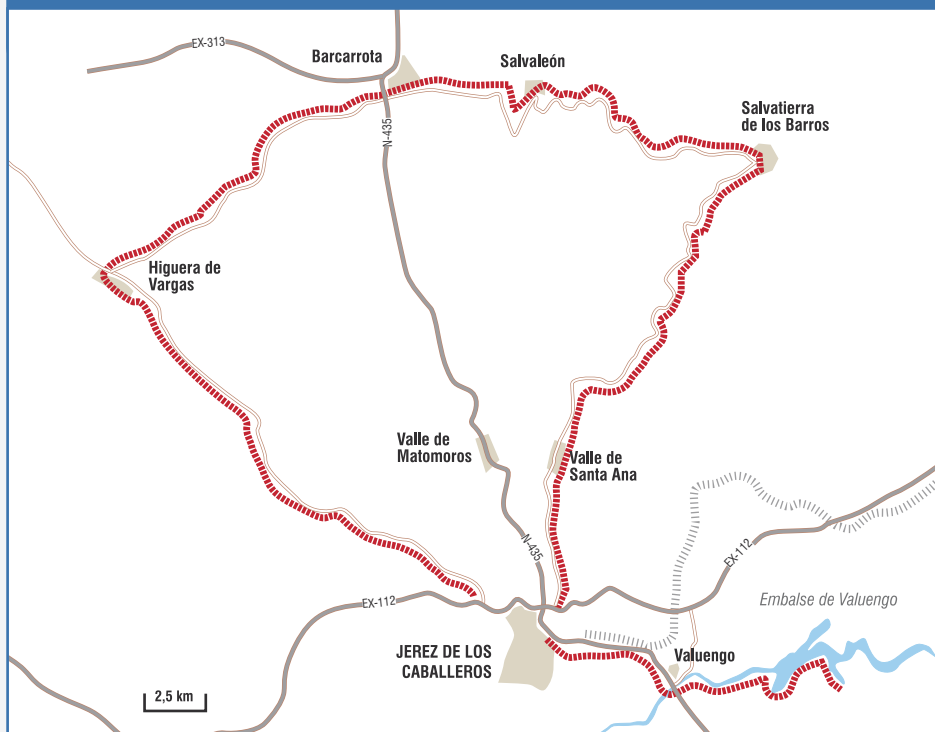 EX-313
Barcarrota
Salvaleón
Salvatierra
de los Barros
N-435
Higuera de
Vargas
Valle de
Matomoros
Valle de
Santa Ana
N-435
EX-112
EX-112
Embalse de Valuengo
JEREZ DE LOS
CABALLEROS
Valuengo
2,5 km